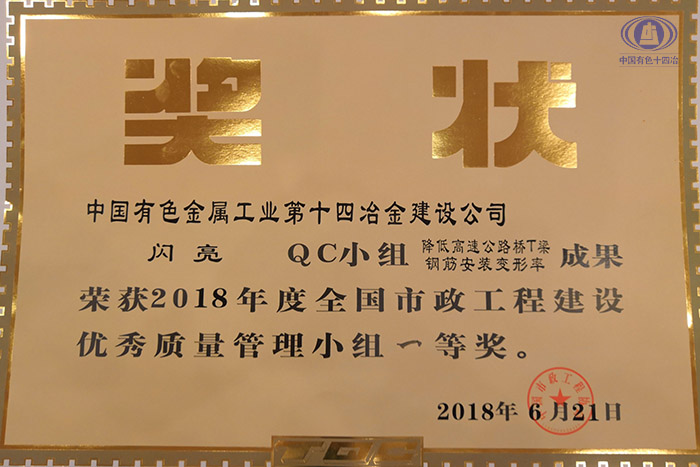 中国有色十四冶
奖状
中国有色金属工业第十四冶金建设公司
闪亮 QC小组 降低高速公路桥T梁 成果
钢筋安装变形率
荣获2018年度全国市政工程建设
优秀质量管理小组一等奖。
2018年6月21日
TQC